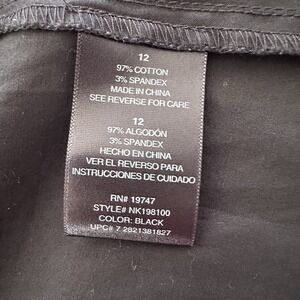 12
97% COTTON
3% SPANDEX
MADE IN CHINA
SEE REVERSE FOR CARE
12
97% ALGODÓN
3% SPANDEX
HECHO EN CHINA
VER EL REVERSO PARA
INSTRUCCIONES DE CUIDADO
RN# 19747
STYLE# NK198100
COLOR: BLACK
UPC# 7 2821381827